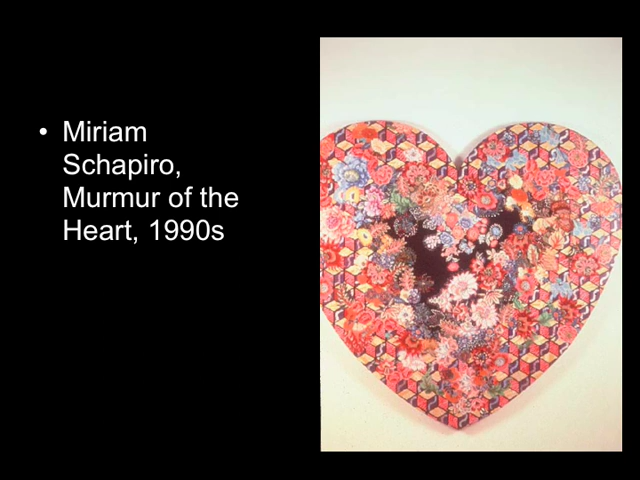 • Miriam
Schapiro,
Murmur of the
Heart, 1990s